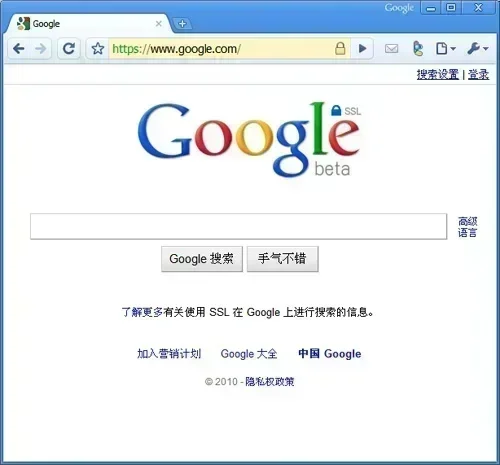 Google
Google
https://www.google.com/
搜索设置 | 登录
Google SSL
beta
高级
语言
Google 搜索 手气不错
了解更多有关使用 SSL 在 Google 上进行搜索的信息。
加入营销计划 Google 大全 中国 Google
© 2010 - 隐私权政策